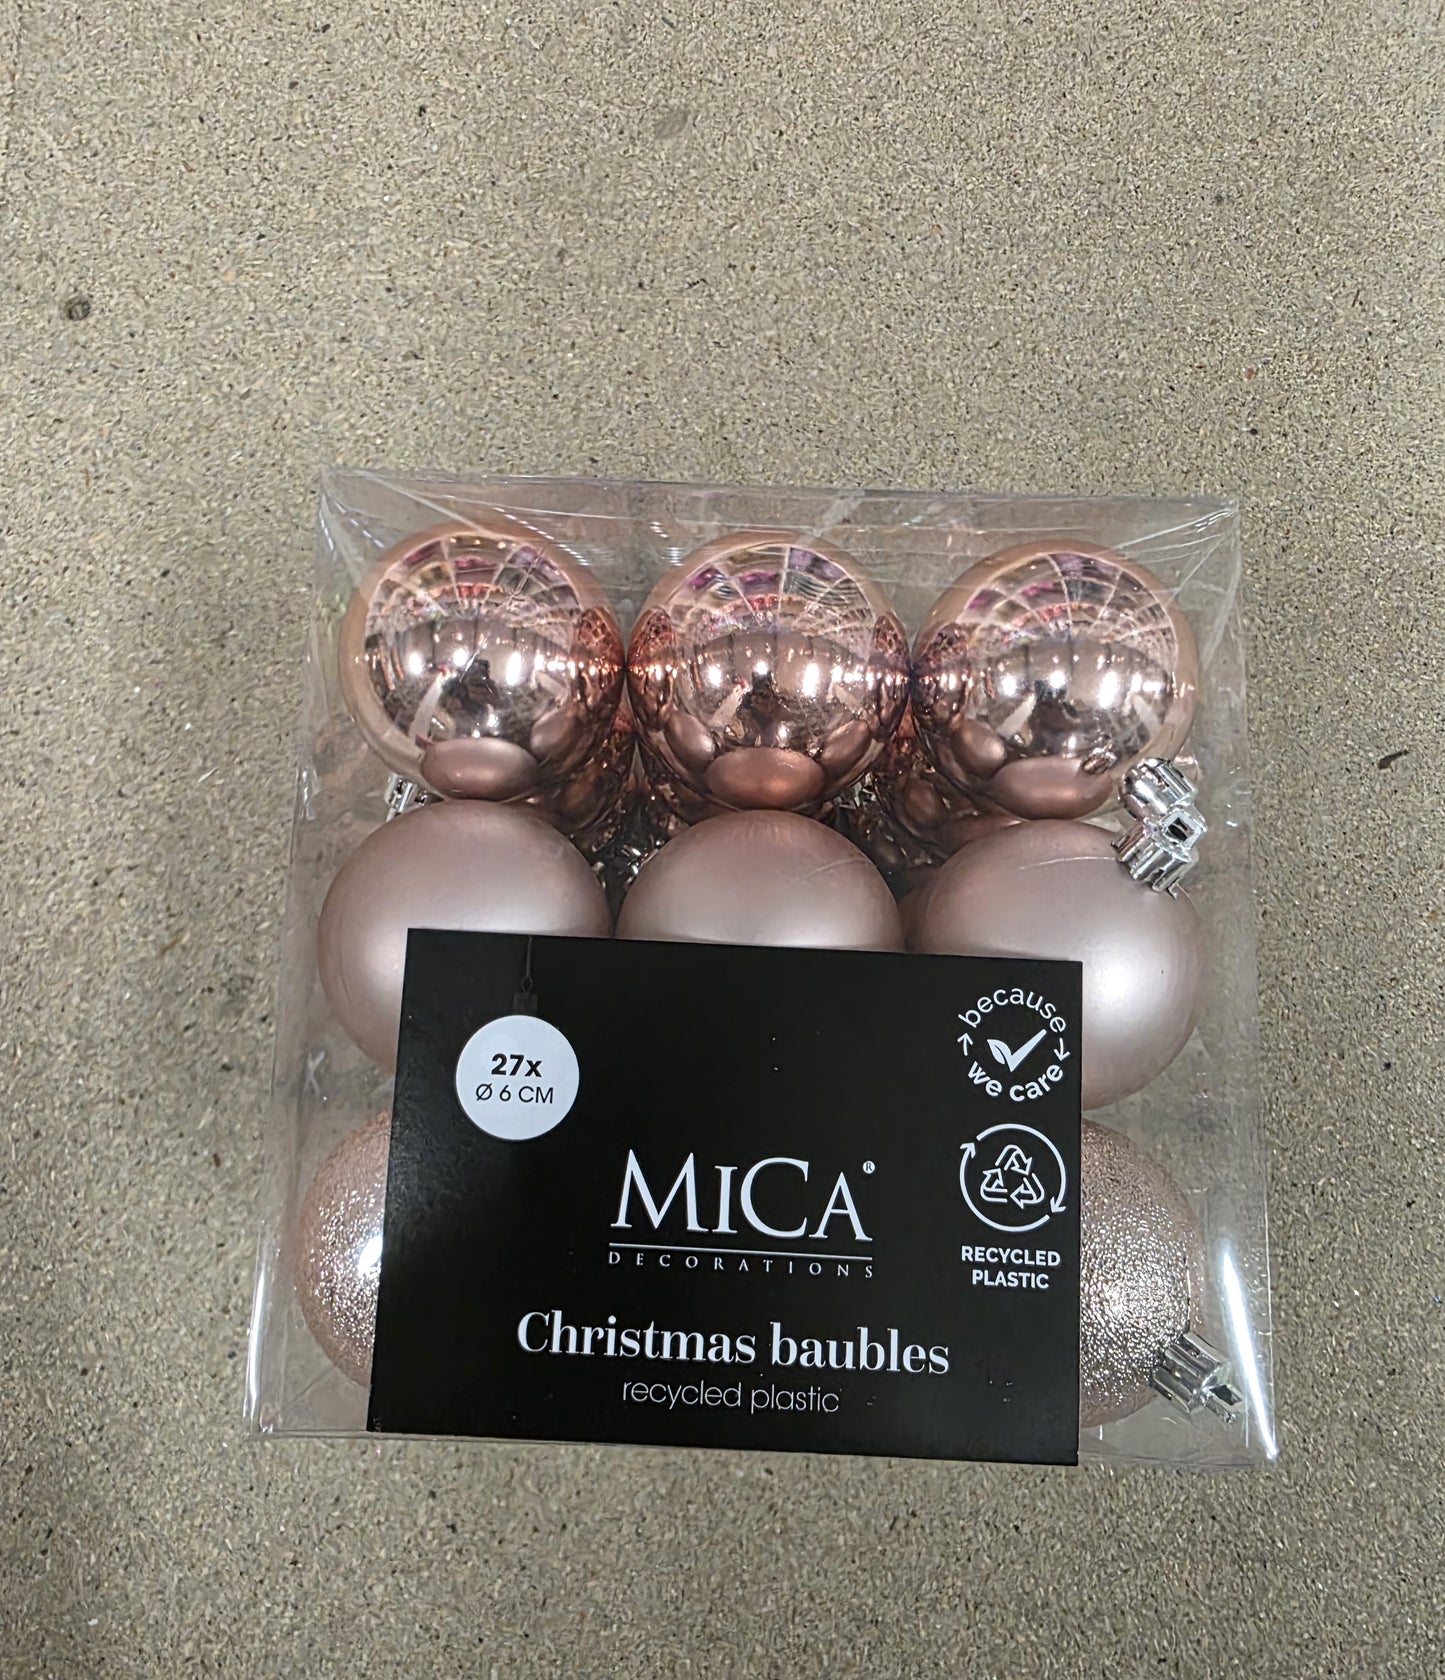 27x
Ø 6 CM
because
we care
MICA®
DECORATIONS
RECYCLED
PLASTIC
Christmas baubles
recycled plastic